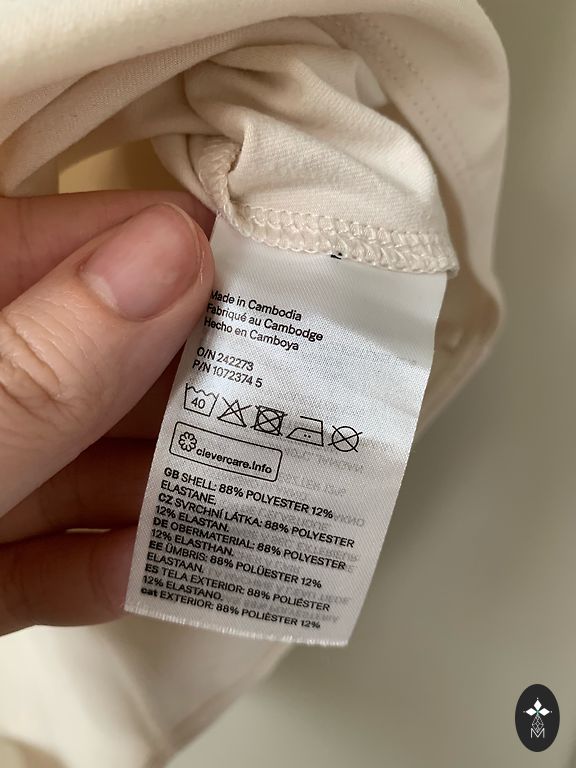 Made in Cambodia
Fabriqué au Cambodge
Hecho en Camboya
O/N 242273
P/N 1072374 5
40
clevercare.Info
GB SHELL: 88% POLYESTER 12%
ELASTANE.
CZ SVRCHNÍ LÁTKA: 88% POLYESTER
12% ELASTAN.
DE OBERMATERIAL: 88% POLYESTER
12% ELASTHAN.
EE ÜMBRIS: 88% POLÜESTER 12%
ELASTAAN.
ES TELA EXTERIOR: 88% POLIÉSTER
12% ELASTANO.
cat EXTERIOR: 88% POLIÈSTER 12%
M